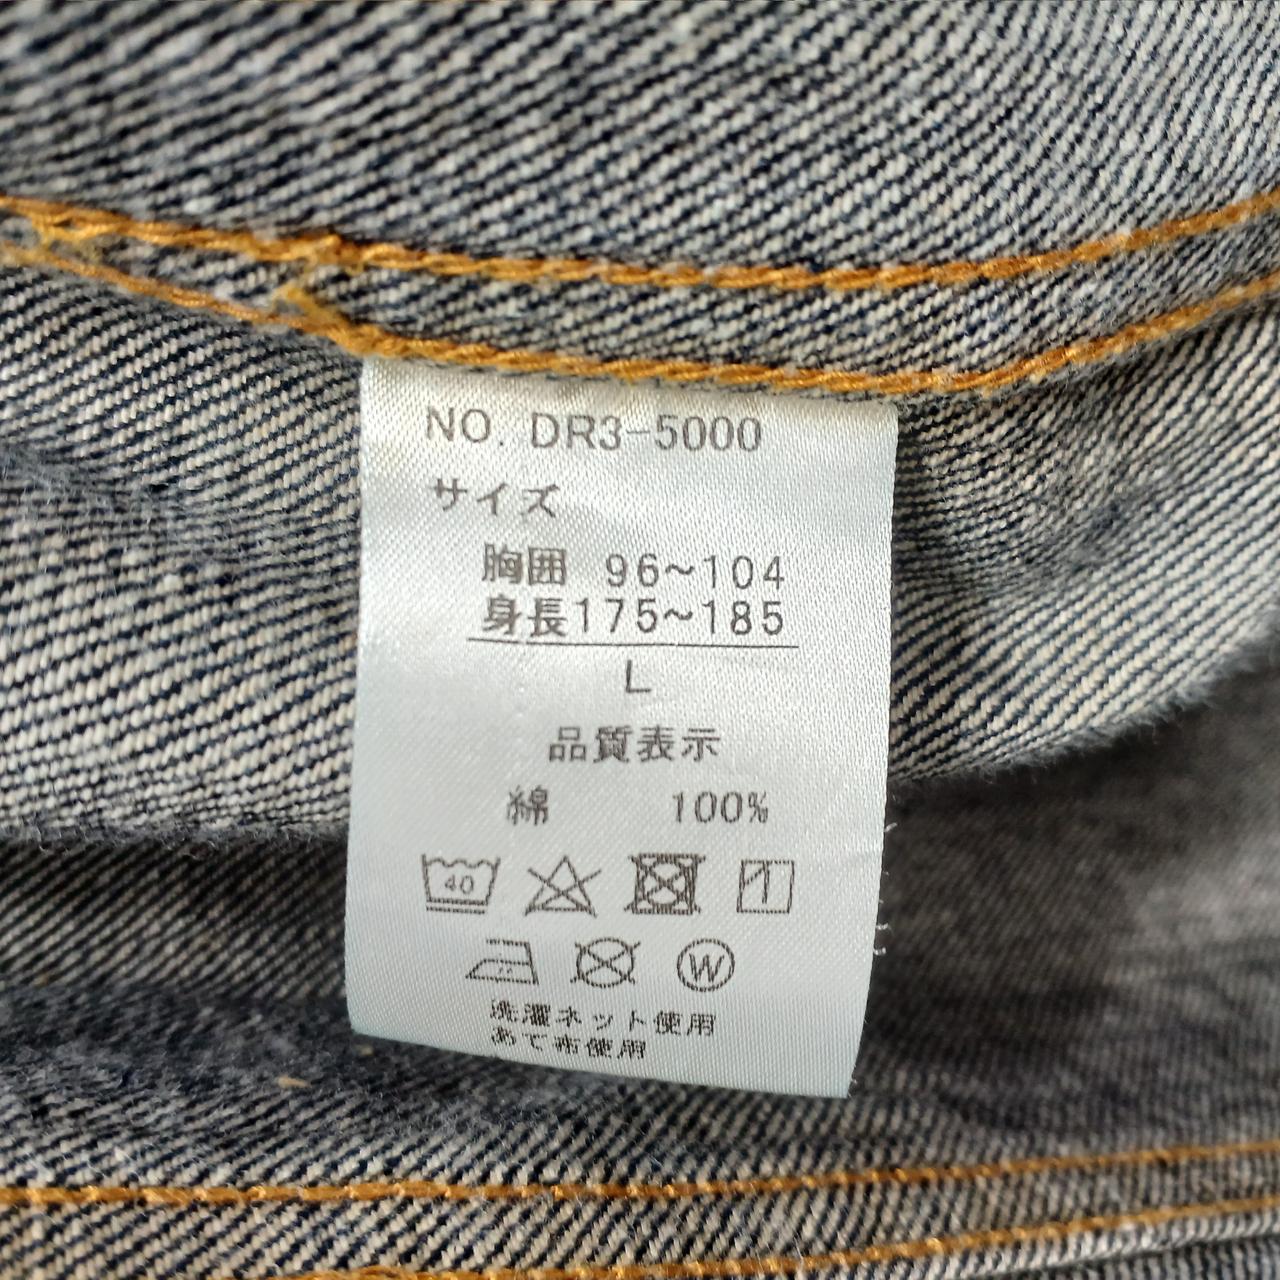 NO. DR3-5000
サイズ
胸囲 96~104
身長175~185
L
品質表示
綿 100%
40
W
洗濯ネット使用
あて布使用